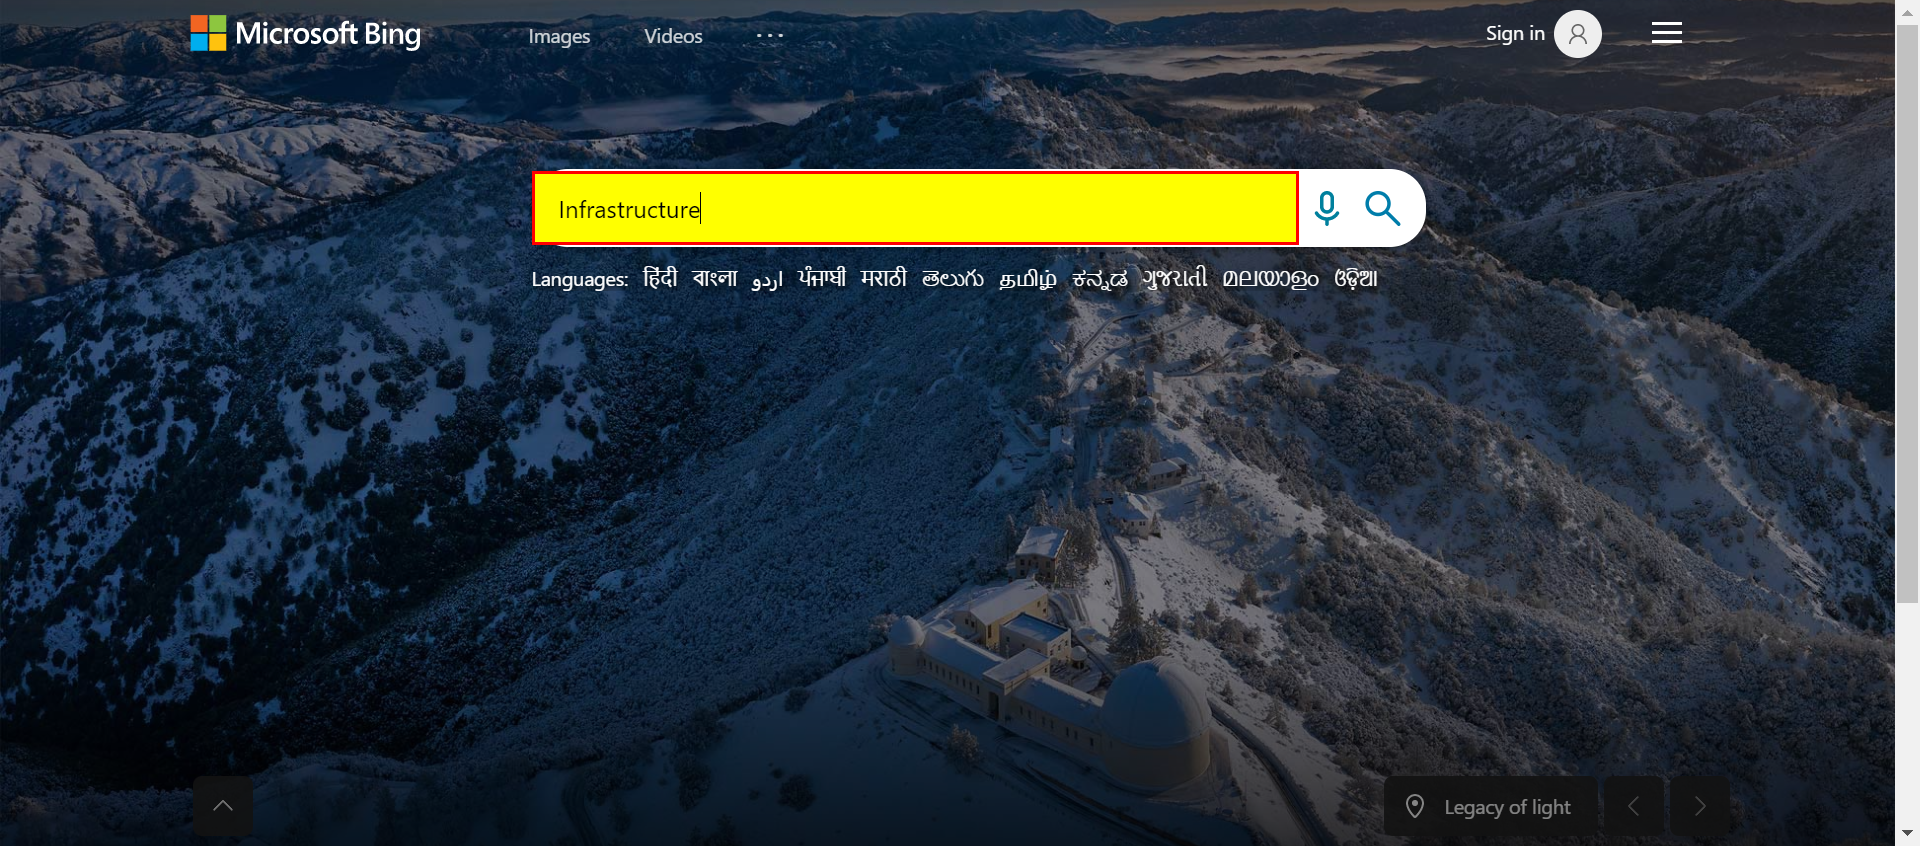 Microsoft Bing Images Videos ... Sign in
Infrastructure
Languages: हिंदी বাংলা اردو ਪੰਜਾਬੀ मराठी తెలుగు தமிழ் ಕನ್ನಡ ગુજરાતી മലയാളം ଓଡ଼ିଆ
Legacy of light